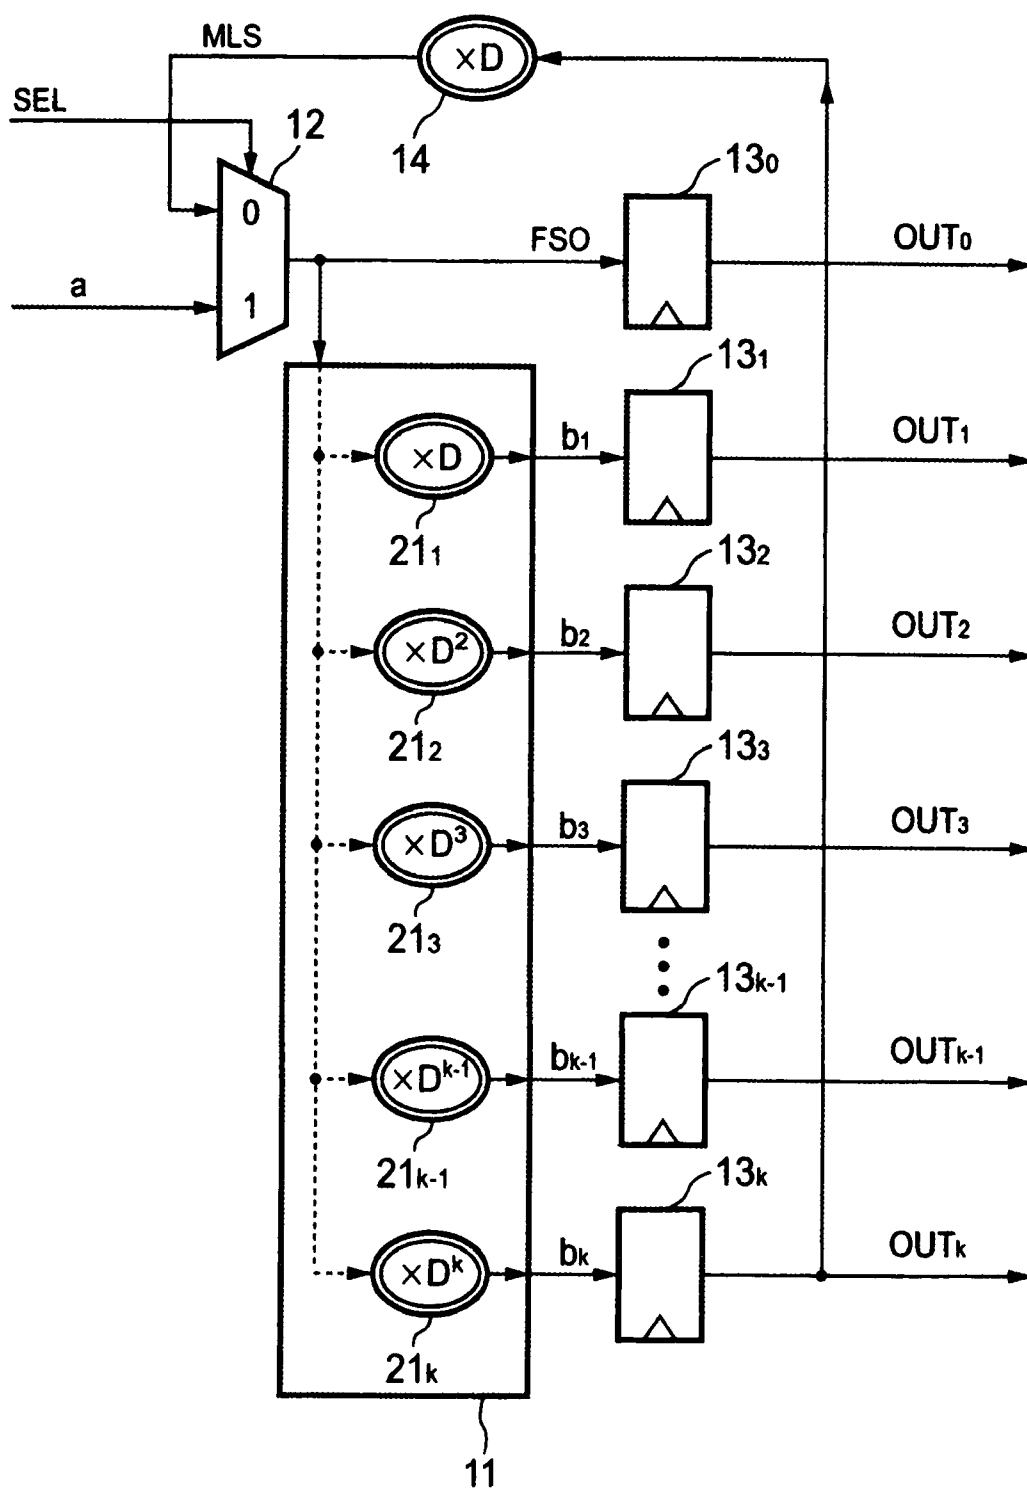 MLS
×D
SEL
12
14
13₀
0
FSO
OUT₀
a
1
13₁
×D
b₁
OUT₁
21₁
13₂
×D²
b₂
OUT₂
21₂
13₃
×D³
b₃
OUT₃
21₃
13ₖ₋₁
×Dᵏ⁻¹
bₖ₋₁
OUTₖ₋₁
21ₖ₋₁
13ₖ
×Dᵏ
bₖ
OUTₖ
21ₖ
11